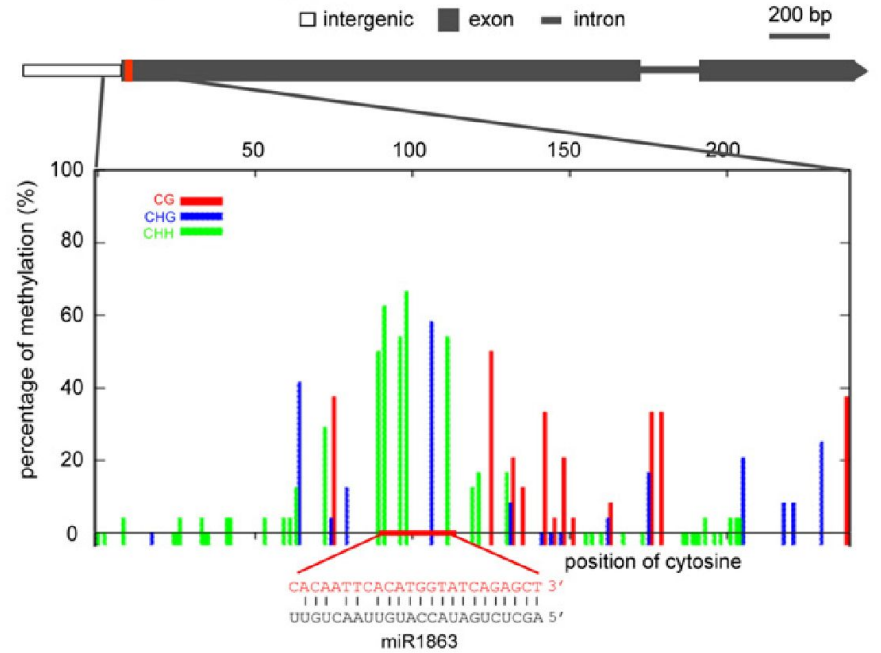 intergenic exon intron 200 bp
50 100 150 200
percentage of methylation (%)
100
80
60
40
20
0
CG
CHG
CHH
position of cytosine
CACAATTCACATGGTATCAGAGCT 3′
UUGUCAAUUGUACCAUAGUCUCGA 5′
miR1863